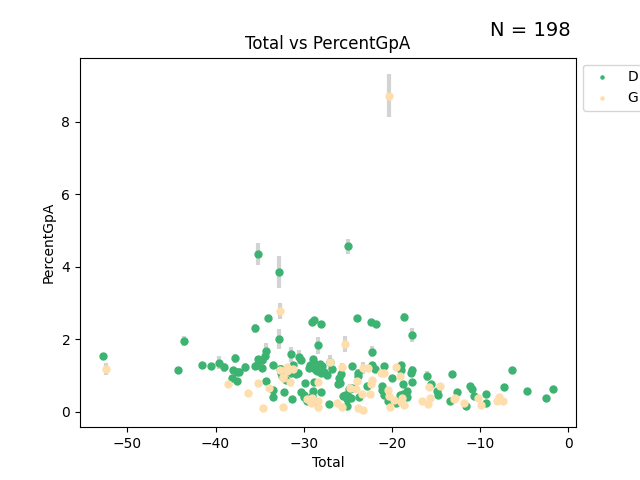 N = 198
Total vs PercentGpA
D
G
PercentGpA
8
6
4
2
0
−50
−40
−30
−20
−10
0
Total